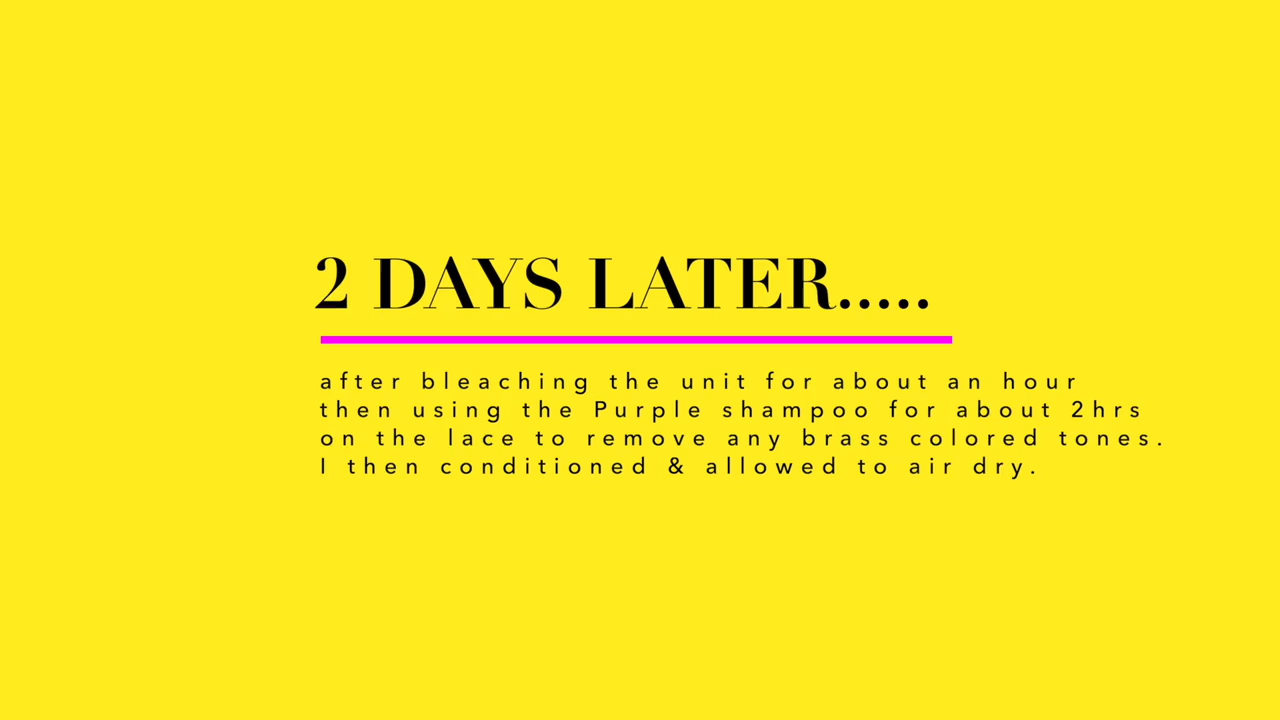 2 DAYS LATER.....
after bleaching the unit for about an hour
then using the Purple shampoo for about 2hrs
on the lace to remove any brass colored tones.
I then conditioned & allowed to air dry.